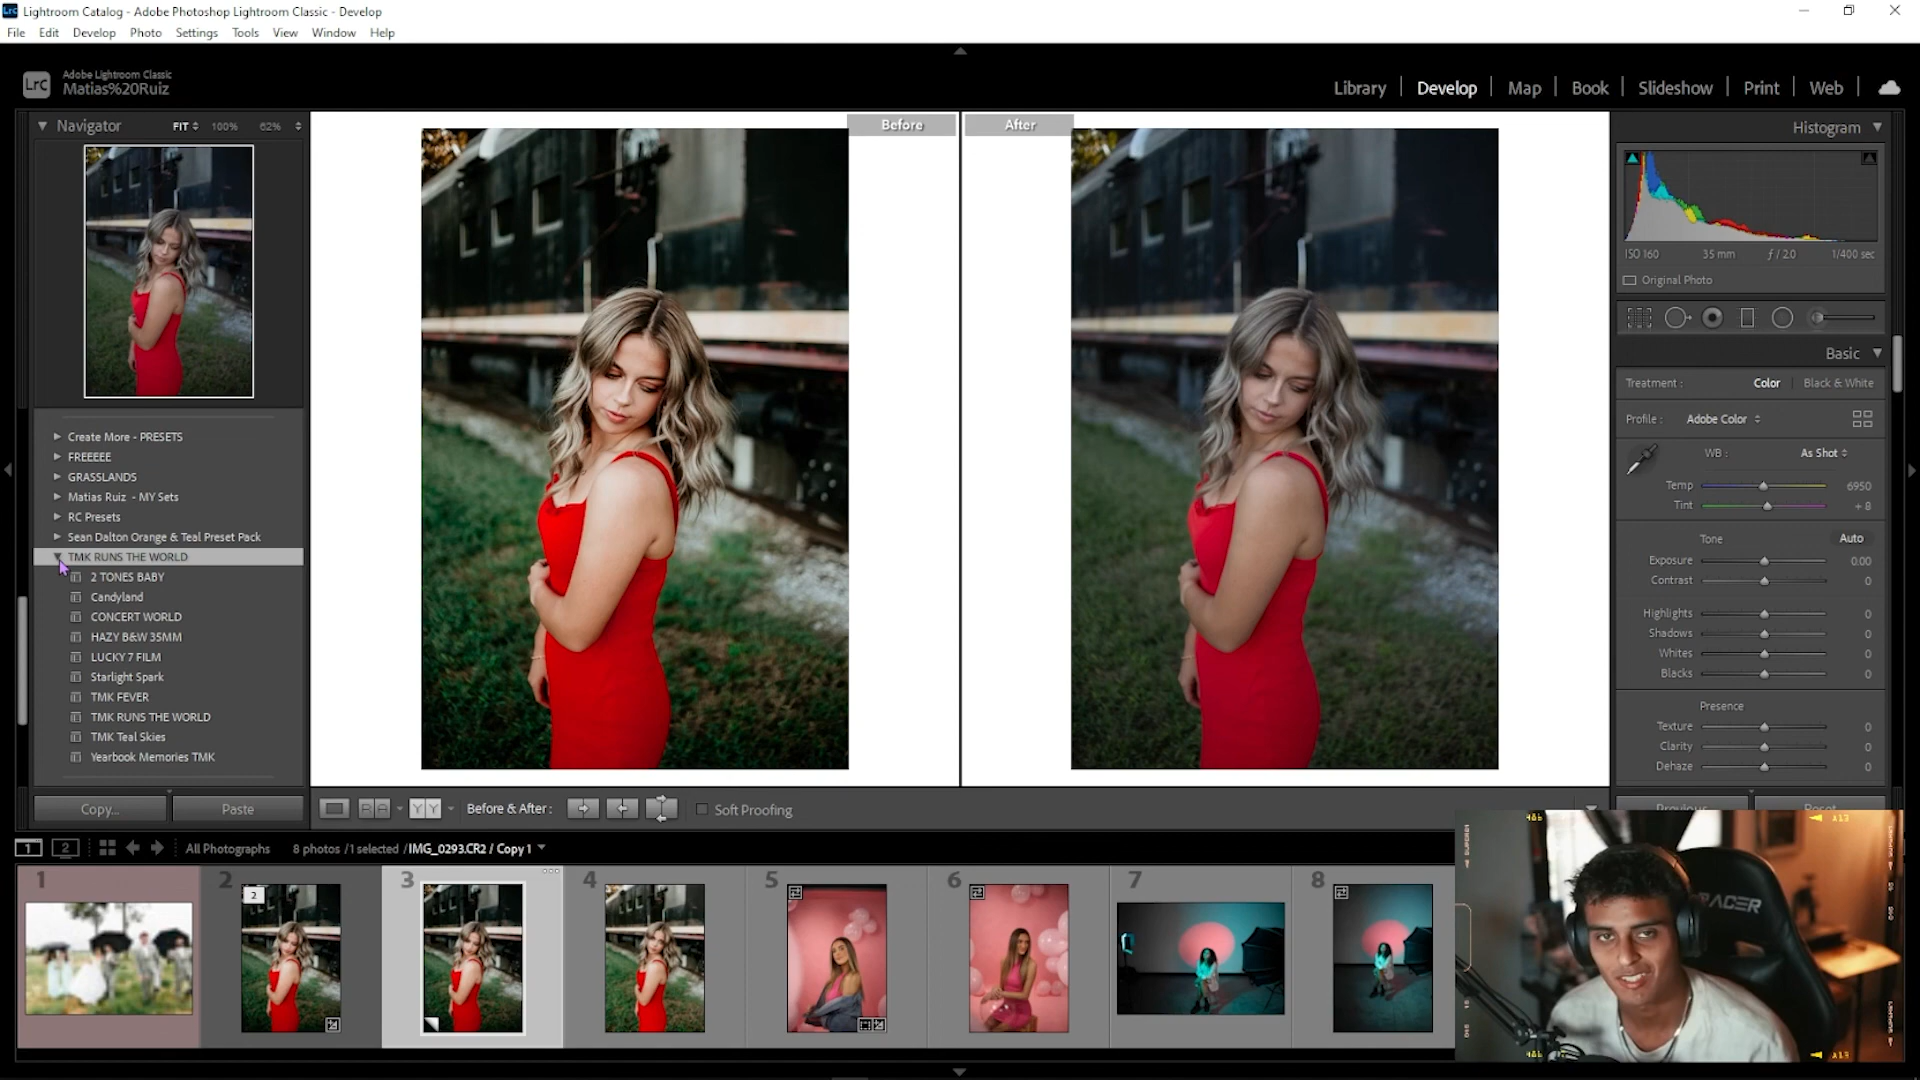 Lightroom Catalog - Adobe Photoshop Lightroom Classic - Develop
File Edit Develop Photo Settings Tools View Window Help
LrC
Adobe Lightroom Classic
Matias%20Ruiz
Library Develop Map Book Slideshow Print Web
Navigator FIT 100% 62%
Create More - PRESETS
FREEEEE
GRASSLANDS
Matias Ruiz - MY Sets
RC Presets
Sean Dalton Orange & Teal Preset Pack
TMK RUNS THE WORLD
2 TONES BABY
Candyland
CONCERT WORLD
HAZY B&W 35MM
LUCKY 7 FILM
Starlight Spark
TMK FEVER
TMK RUNS THE WORLD
TMK Teal Skies
Yearbook Memories TMK
Copy... Paste
Before After
Before & After : Soft Proofing
Histogram
ISO 160 35 mm ƒ / 2.0 1/400 sec
Original Photo
Basic
Treatment : Color Black & White
Profile : Adobe Color
WB : As Shot
Temp 6950
Tint + 8
Tone Auto
Exposure 0.00
Contrast 0
Highlights 0
Shadows 0
Whites 0
Blacks 0
Presence
Texture 0
Clarity 0
Dehaze 0
Previous Reset
1 2 All Photographs 8 photos / 1 selected / IMG_0293.CR2 / Copy 1
1 2 3 4 5 6 7 8
2